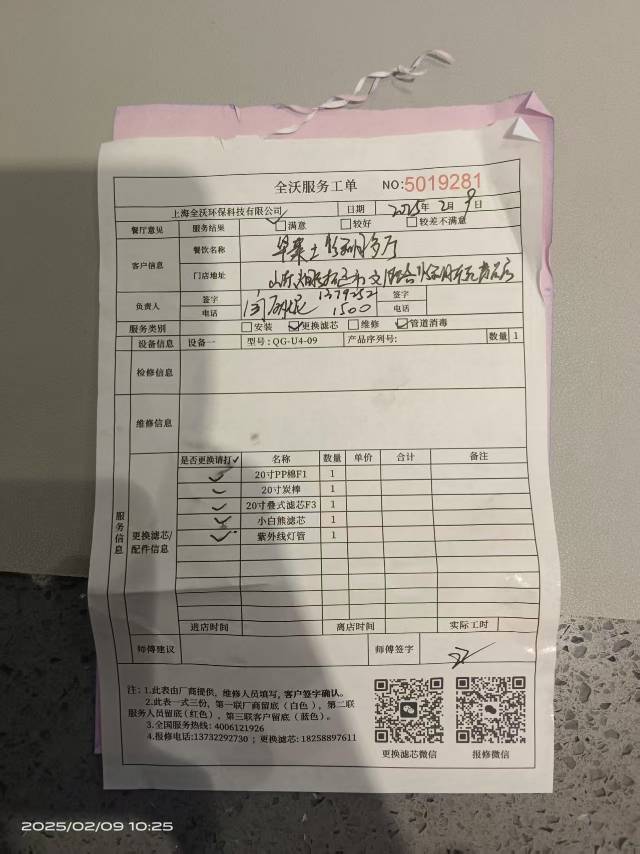 全沃服务工单 NO:5019281
上海全沃环保科技有限公司 日期 2025年2月9日
餐厅意见 服务结果 满意 较好 较差不满意
客户信息 餐饮名称
门店地址 山东
负责人 签字 签字
电话 1379252 1500 电话
服务类别 安装 更换滤芯 维修 管道消毒
设备信息 设备一 型号: QG-U4-09 产品序列号: 数量 1
检修信息
维修信息
服务信息
更换滤芯/配件信息
是否更换请打✓ 名称 数量 单价 合计 备注
✓ 20寸PP棉F1 1
✓ 20寸炭棒 1
✓ 20寸叠式滤芯F3 1
✓ 小白熊滤芯 1
✓ 紫外线灯管 1
进店时间 离店时间 实际工时
师傅建议 师傅签字
注: 1.此表由厂商提供, 维修人员填写, 客户签字确认。
2.此表一式三份, 第一联厂商留底(白色), 第二联
服务人员留底(红色), 第三联客户留底(蓝色)。
3.全国服务热线: 4006121926
4.报修电话:13732292730 ; 更换滤芯: 18258897611
更换滤芯微信 报修微信
2025/02/09 10:25